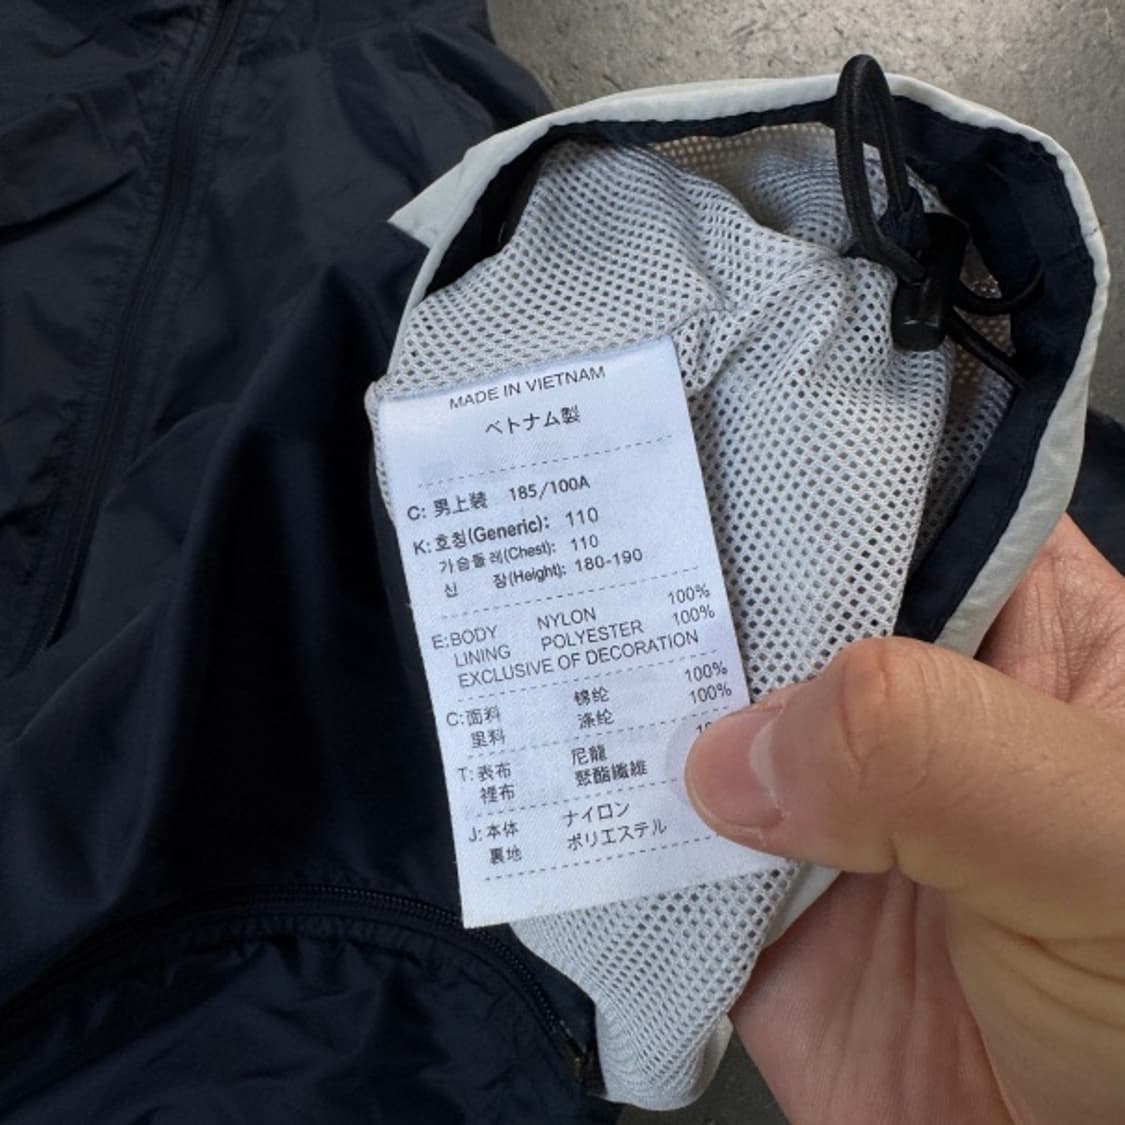 MADE IN VIETNAM
ベトナム製
C: 男上装 185/100A
K: 호칭(Generic): 110
가슴둘레(Chest): 110
신 장(Height): 180-190
E:BODY NYLON 100%
LINING POLYESTER 100%
EXCLUSIVE OF DECORATION
C:面料 锦纶 100%
里料 涤纶 100%
T: 表布 尼龍
裡布 聚酯纖維
J: 本体 ナイロン
裏地 ポリエステル